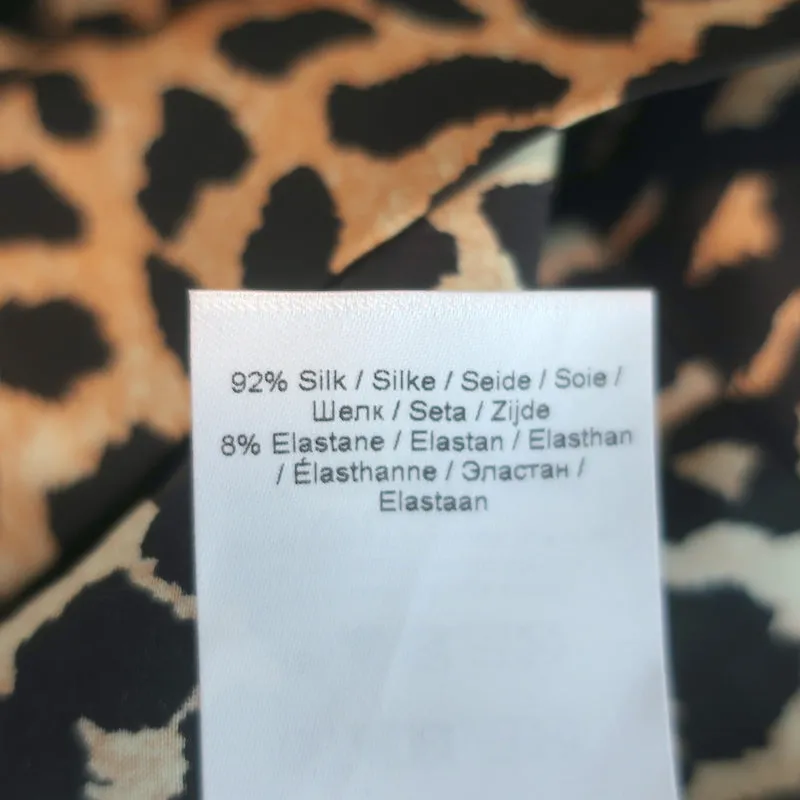 92% Silk / Silke / Seide / Soie /
Шелк / Seta / Zijde
8% Elastane / Elastan / Elasthan
/ Élasthanne / Эластан /
Elastaan